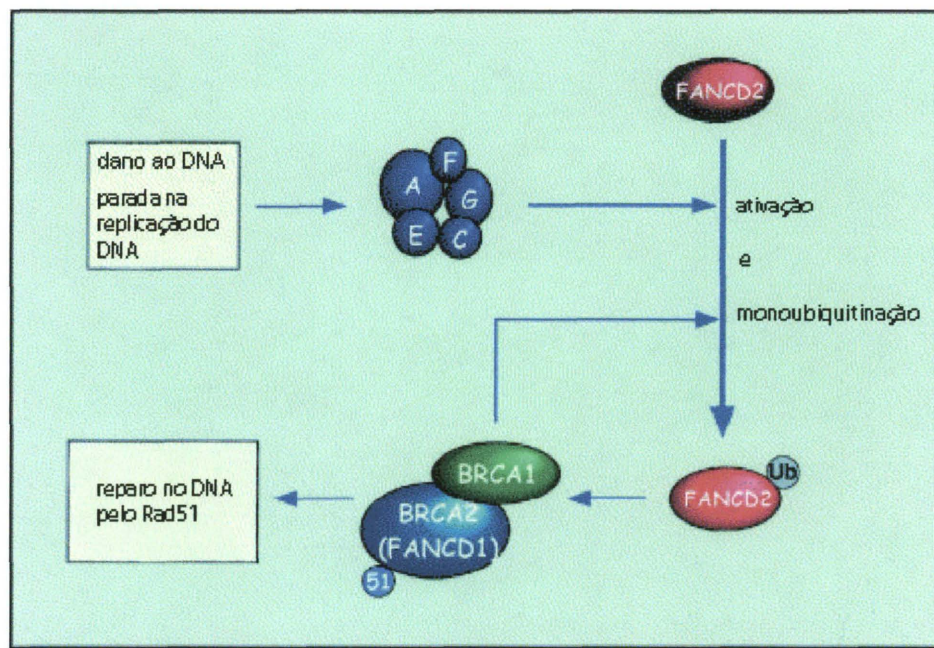 FANCD2
dano ao DNA
parada na
replicação do
DNA
A
F
G
E
C
ativação
e
monoubiquitinação
reparo no DNA
pelo Rad51
BRCA1
BRCA2
(FANCD1)
51
FANCD2
Ub